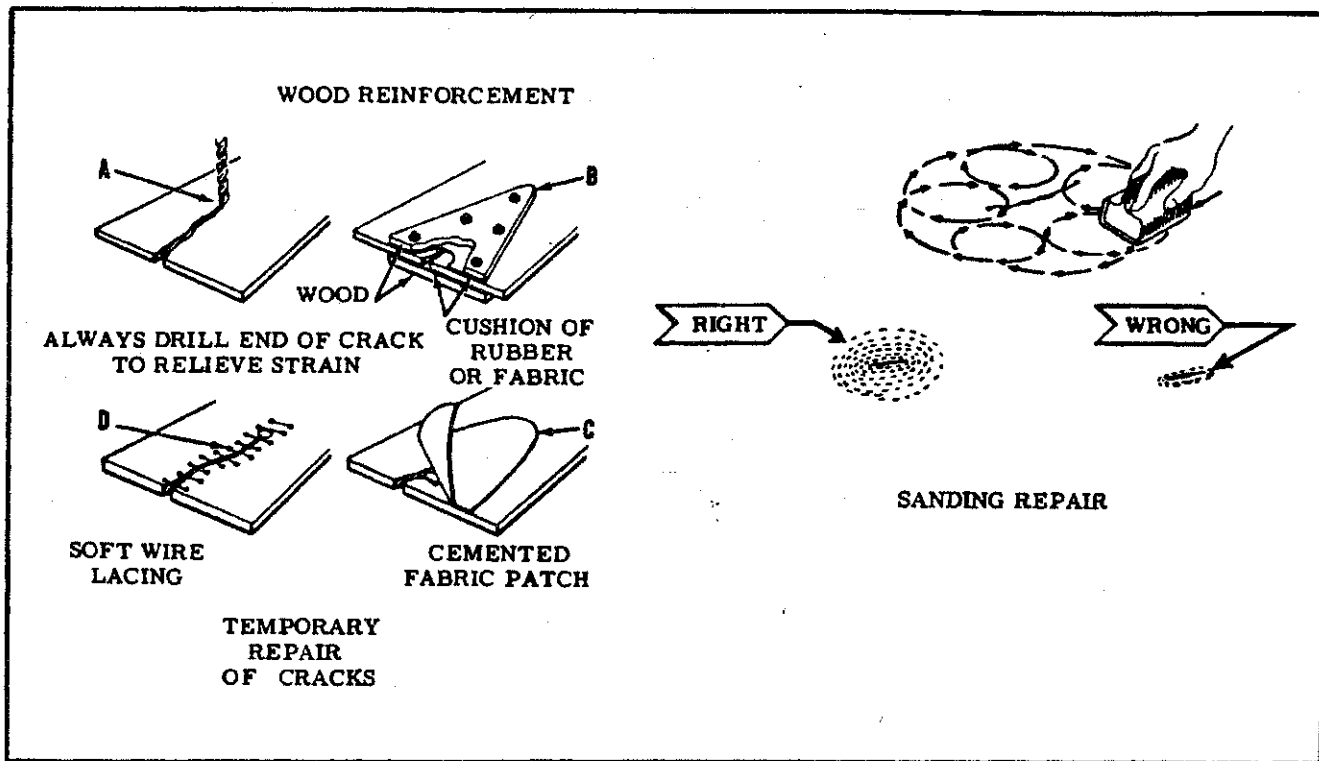 WOOD REINFORCEMENT
A
B
WOOD
ALWAYS DRILL END OF CRACK
TO RELIEVE STRAIN
CUSHION OF
RUBBER
OR FABRIC
D
C
SOFT WIRE
LACING
CEMENTED
FABRIC PATCH
TEMPORARY
REPAIR
OF CRACKS
RIGHT
WRONG
SANDING REPAIR